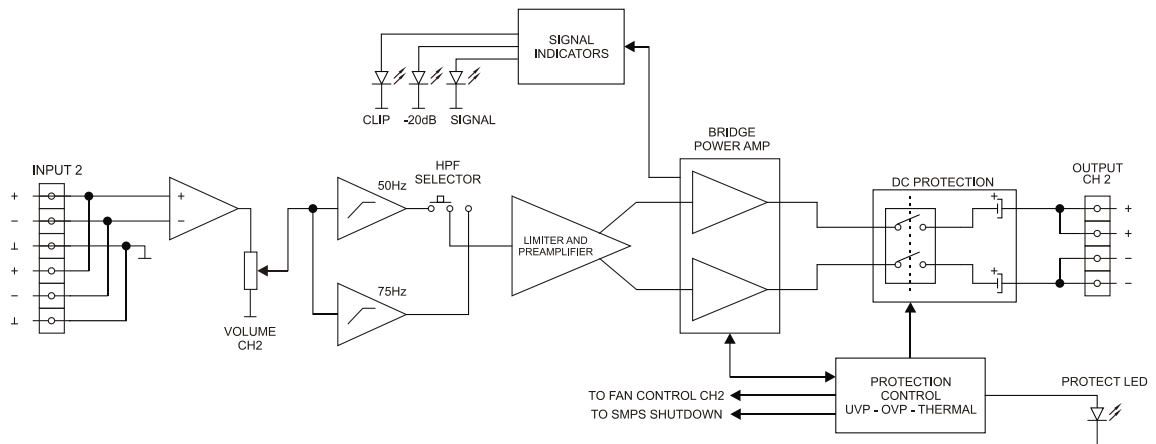 SIGNAL
INDICATORS
CLIP
-20dB
SIGNAL
BRIDGE
POWER AMP
INPUT 2
+
−
⊥
+
−
⊥
+
−
VOLUME
CH2
50Hz
75Hz
HPF
SELECTOR
LIMITER AND
PREAMPLIFIER
DC PROTECTION
+
+
OUTPUT
CH 2
+
+
−
−
PROTECTION
CONTROL
UVP - OVP - THERMAL
TO FAN CONTROL CH2
TO SMPS SHUTDOWN
PROTECT LED